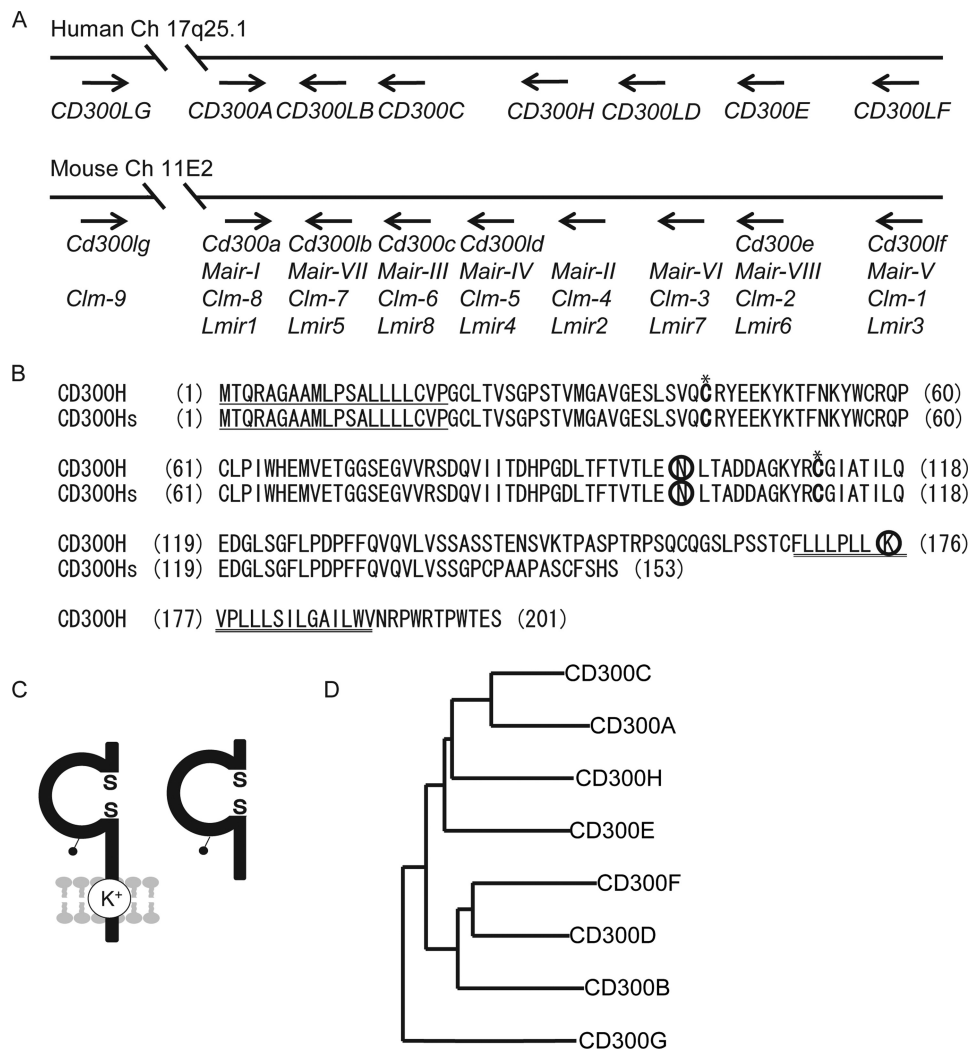 A
Human Ch 17q25.1
CD300LG CD300A CD300LB CD300C CD300H CD300LD CD300E CD300LF
Mouse Ch 11E2
Cd300lg Cd300a Cd300lb Cd300c Cd300ld Cd300e Cd300lf
Mair-I Mair-VII Mair-III Mair-IV Mair-II Mair-VI Mair-VIII Mair-V
Clm-9 Clm-8 Clm-7 Clm-6 Clm-5 Clm-4 Clm-3 Clm-2 Clm-1
Lmir1 Lmir5 Lmir8 Lmir4 Lmir2 Lmir7 Lmir6 Lmir3
B
*
CD300H (1) MTQRAGAAMLPSALLLLCVPGCLTVSGPSTVMGAVGESLSVQCRYEEKYKTFNKYWCRQP (60)
CD300Hs (1) MTQRAGAAMLPSALLLLCVPGCLTVSGPSTVMGAVGESLSVQCRYEEKYKTFNKYWCRQP (60)
*
CD300H (61) CLPIWHEMVETGGSEGVVRSDQVIITDHPGDLTFTVTLE N LTADDAGKYRCGIATILQ (118)
CD300Hs (61) CLPIWHEMVETGGSEGVVRSDQVIITDHPGDLTFTVTLE N LTADDAGKYRCGIATILQ (118)
CD300H (119) EDGLSGFLPDPFFQVQVLVSSASSTENSVKTPASPTRPSQCQGSLPSSTCFLLLPLL K (176)
CD300Hs (119) EDGLSGFLPDPFFQVQVLVSSGPCPAAPASCFSHS (153)
CD300H (177) VPLLLSILGAILWVNRPWRTPWTES (201)
C
S S
S S
K+
D
CD300C
CD300A
CD300H
CD300E
CD300F
CD300D
CD300B
CD300G